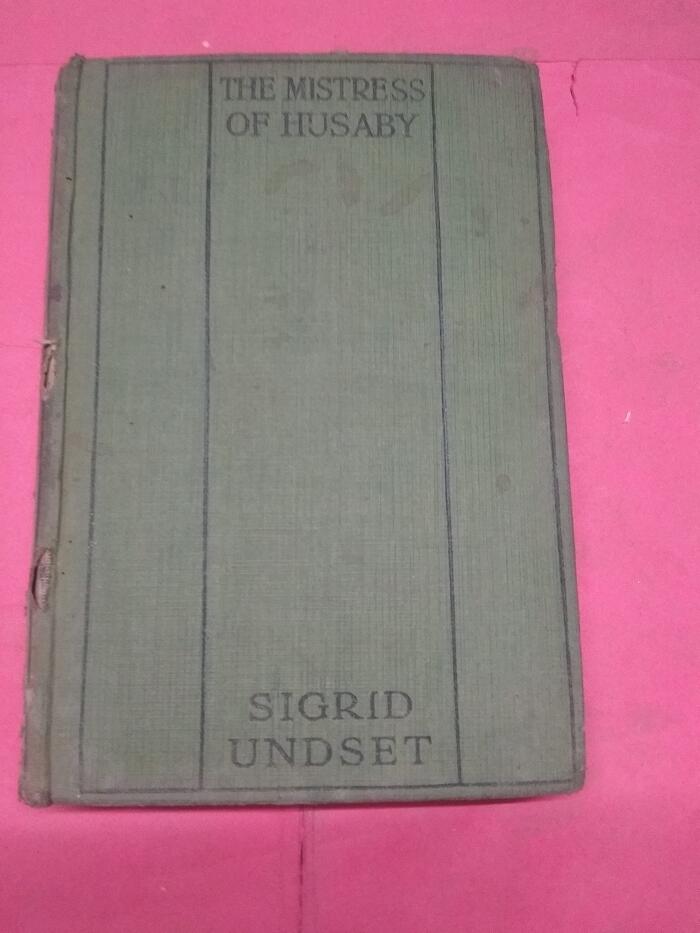 THE MISTRESS
OF HUSABY
SIGRID
UNDSET